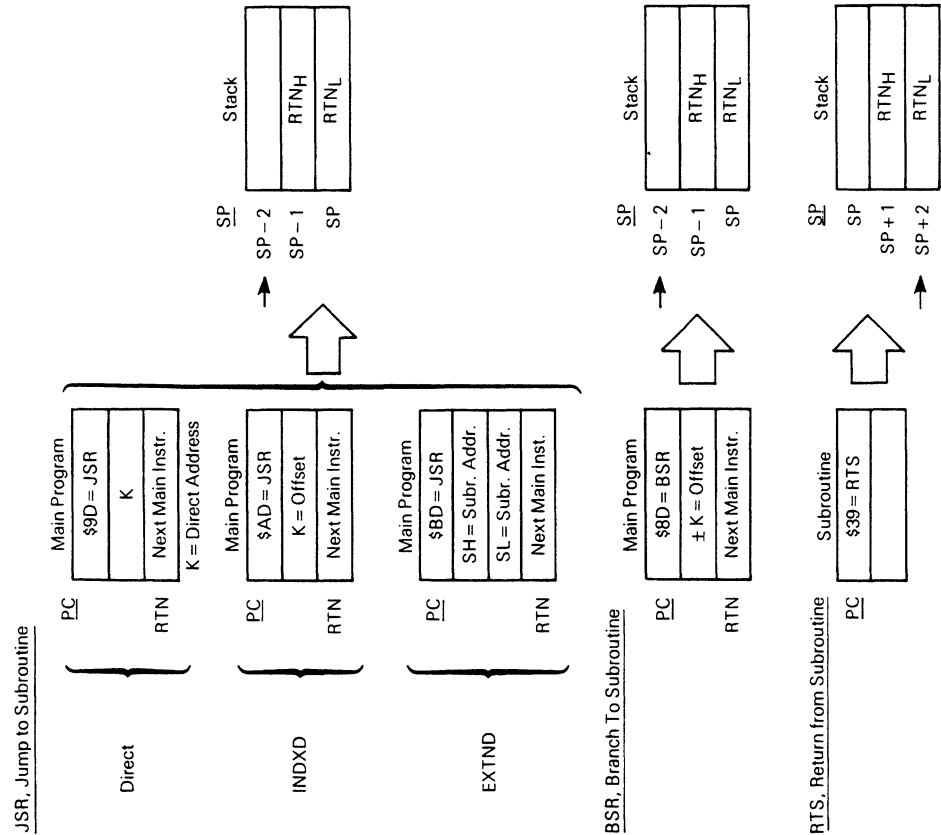 JSR, Jump to Subroutine
Direct
PC
RTN
Main Program
$9D = JSR
K
Next Main Instr.
K = Direct Address
INDXD
PC
RTN
Main Program
$AD = JSR
K = Offset
Next Main Instr.
EXTND
PC
RTN
Main Program
$BD = JSR
SH = Subr. Addr.
SL = Subr. Addr.
Next Main Inst.
SP
SP – 2
SP – 1
SP
Stack
RTNH
RTNL
BSR, Branch To Subroutine
PC
RTN
Main Program
$8D = BSR
± K = Offset
Next Main Instr.
SP
SP – 2
SP – 1
SP
Stack
RTNH
RTNL
RTS, Return from Subroutine
PC
Subroutine
$39 = RTS
SP
SP
SP + 1
SP + 2
Stack
RTNH
RTNL